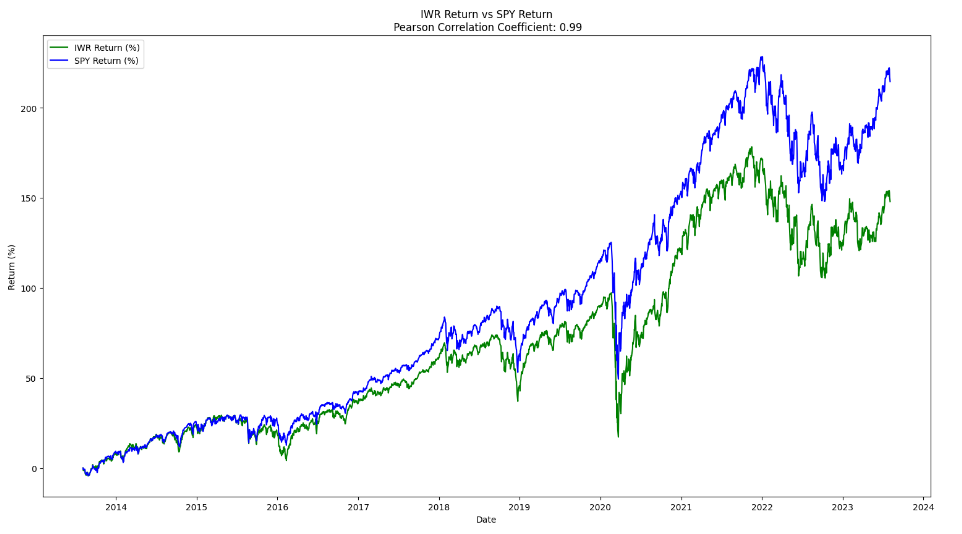 IWR Return vs SPY Return
Pearson Correlation Coefficient: 0.99
IWR Return (%)
SPY Return (%)
200
150
100
50
0
Return (%)
2014 2015 2016 2017 2018 2019 2020 2021 2022 2023 2024
Date